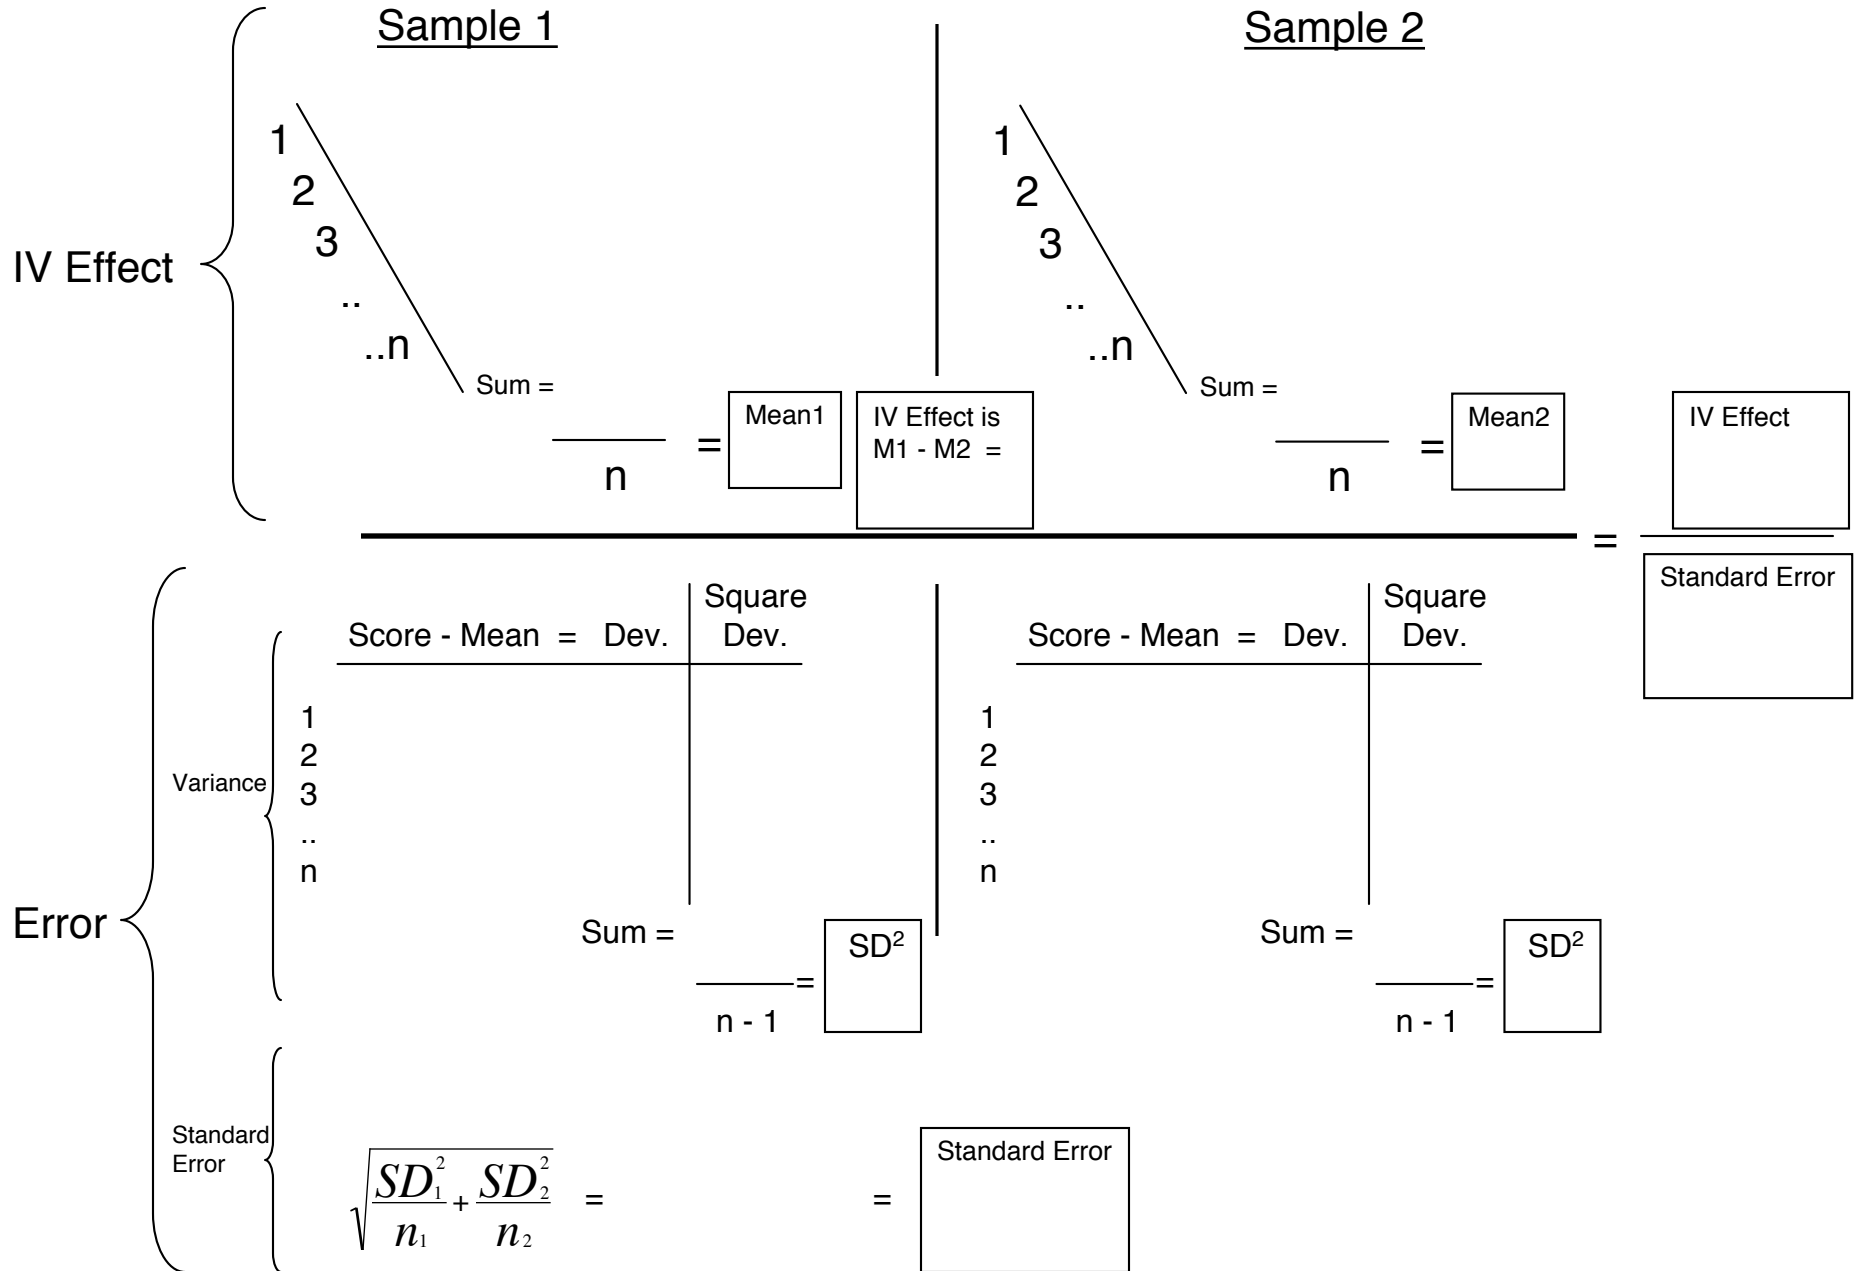 Sample 1
Sample 2
IV Effect
1
2
3
..
..n
Sum =
n
=
Mean1
IV Effect is
M1 - M2 =
1
2
3
..
..n
Sum =
n
=
Mean2
=
IV Effect
Standard Error
Error
Variance
Square
Score - Mean = Dev. Dev.
1
2
3
..
n
Sum =
n - 1
=
SD²
Square
Score - Mean = Dev. Dev.
1
2
3
..
n
Sum =
n - 1
=
SD²
Standard
Error
√(SD₁²/n₁ + SD₂²/n₂) = =
Standard Error